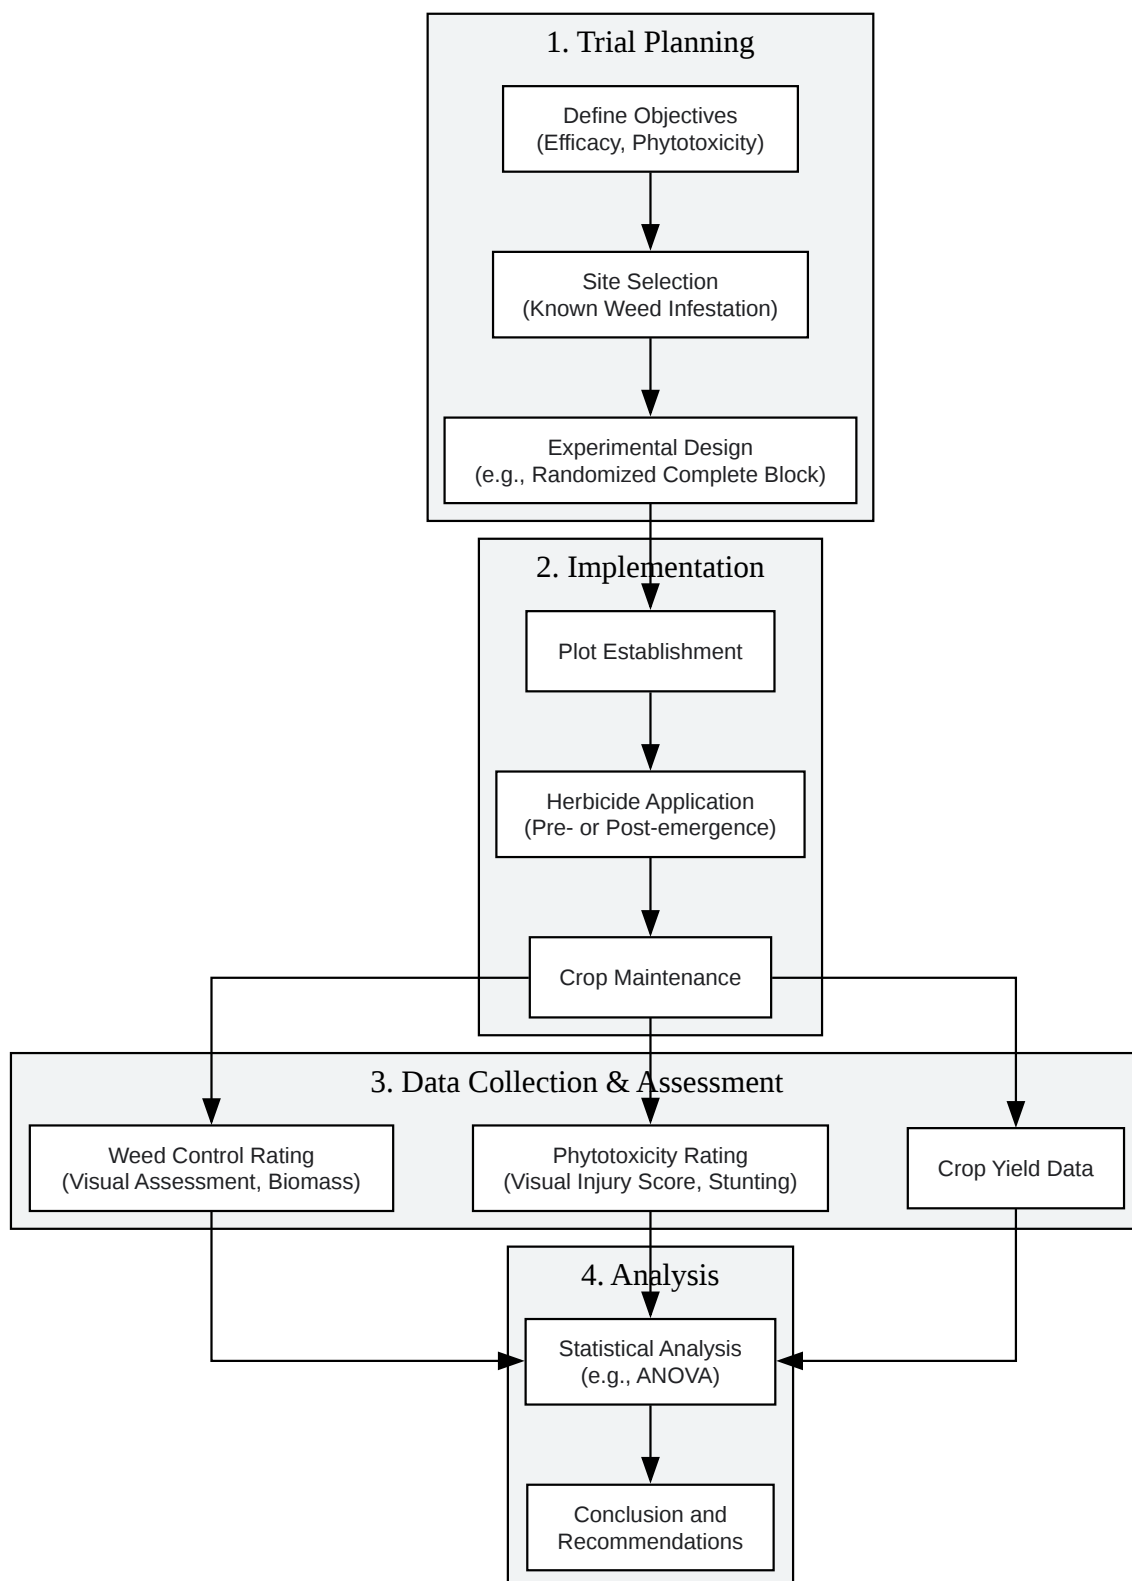 1. Trial Planning
Define Objectives
(Efficacy, Phytotoxicity)
Site Selection
(Known Weed Infestation)
Experimental Design
(e.g., Randomized Complete Block)
2. Implementation
Plot Establishment
Herbicide Application
(Pre- or Post-emergence)
Crop Maintenance
3. Data Collection & Assessment
Weed Control Rating
(Visual Assessment, Biomass)
Phytotoxicity Rating
(Visual Injury Score, Stunting)
Crop Yield Data
4. Analysis
Statistical Analysis
(e.g., ANOVA)
Conclusion and
Recommendations